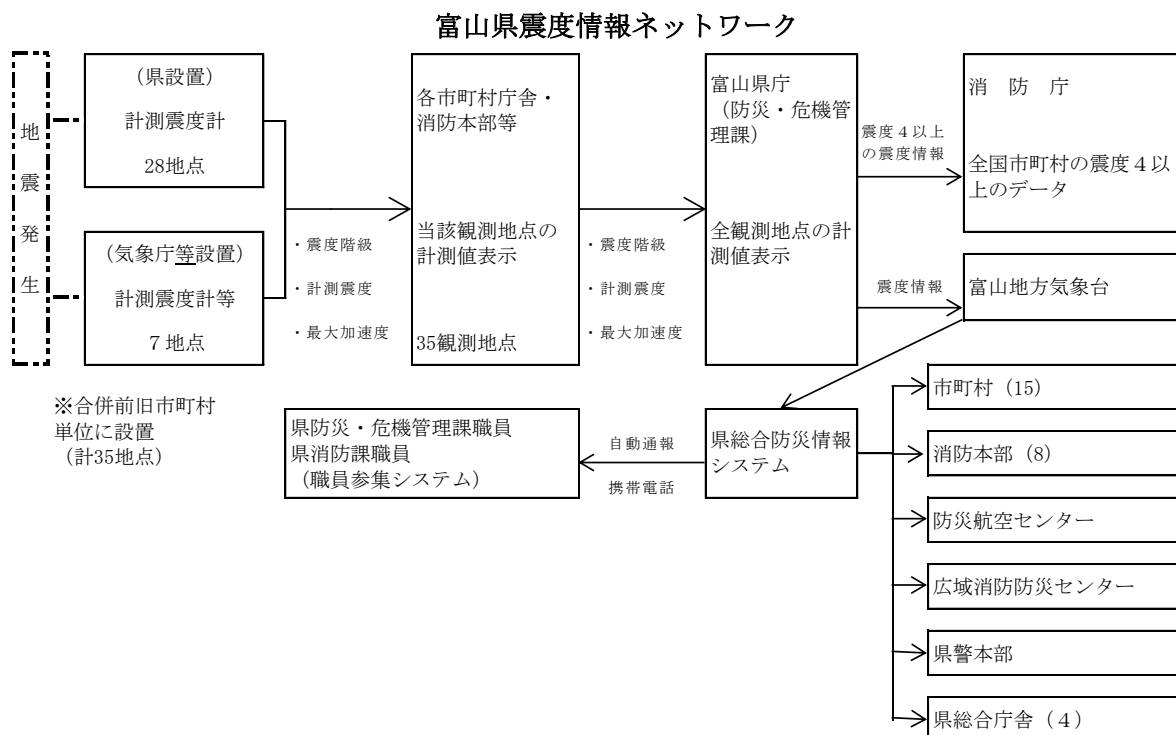 富山県震度情報ネットワーク
地震発生
(県設置)
計測震度計
28地点
(気象庁等設置)
計測震度計等
7地点
※合併前旧市町村
単位に設置
(計35地点)
各市町村庁舎・
消防本部等
当該観測地点の
計測値表示
35観測地点
・震度階級
・計測震度
・最大加速度
富山県庁
(防災・危機管
理課)
全観測地点の計
測値表示
・震度階級
・計測震度
・最大加速度
震度4以上
の震度情報
消 防 庁
全国市町村の震度4以
上のデータ
震度情報
富山地方気象台
県総合防災情報
システム
自動通報
携帯電話
県防災・危機管理課職員
県消防課職員
(職員参集システム)
市町村(15)
消防本部(8)
防災航空センター
広域消防防災センター
県警本部
県総合庁舎(4)